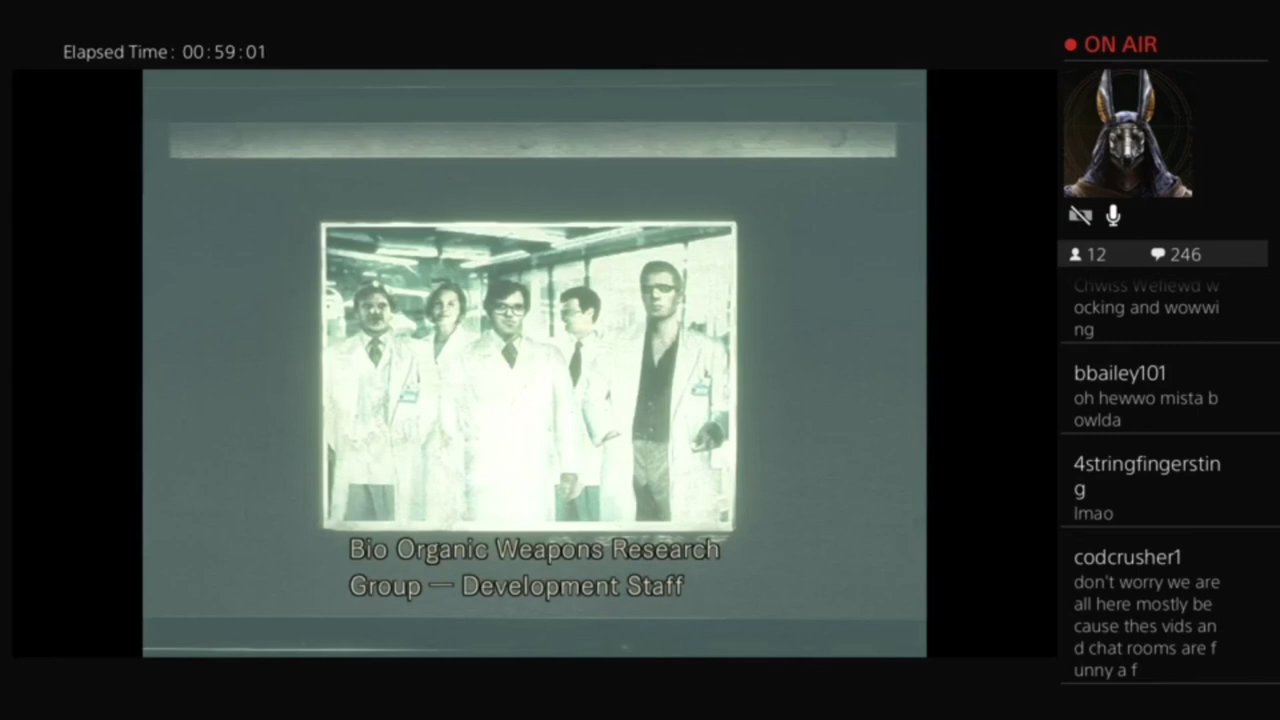 Elapsed Time: 00:59:01
ON AIR
12 246
ocking and wowwi
ng
bbailey101
oh hewwo mista b
owlda
4stringfingerstin
g
lmao
codcrusher1
don't worry we are
all here mostly be
cause thes vids an
d chat rooms are f
unny a f
Bio Organic Weapons Research
Group — Development Staff